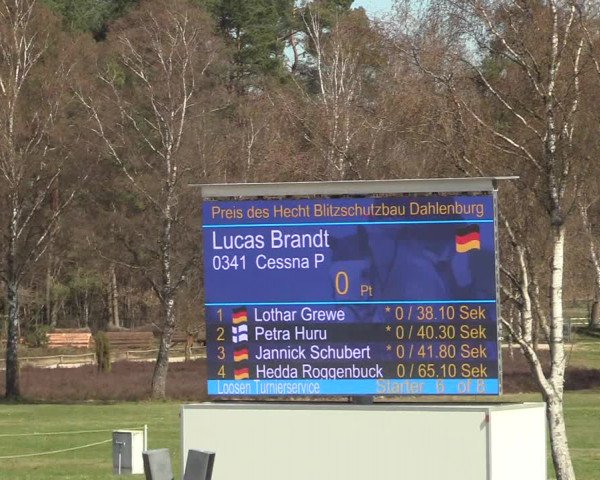 Preis des Hecht Blitzschutzbau Dahlenburg
Lucas Brandt
0341 Cessna P
0 Pt
1 Lothar Grewe * 0 / 38.10 Sek
2 Petra Huru * 0 / 40.30 Sek
3 Jannick Schubert * 0 / 41.80 Sek
4 Hedda Roggenbuck 0 / 65.10 Sek
Loosen Turnierservice Starter 6 of 8